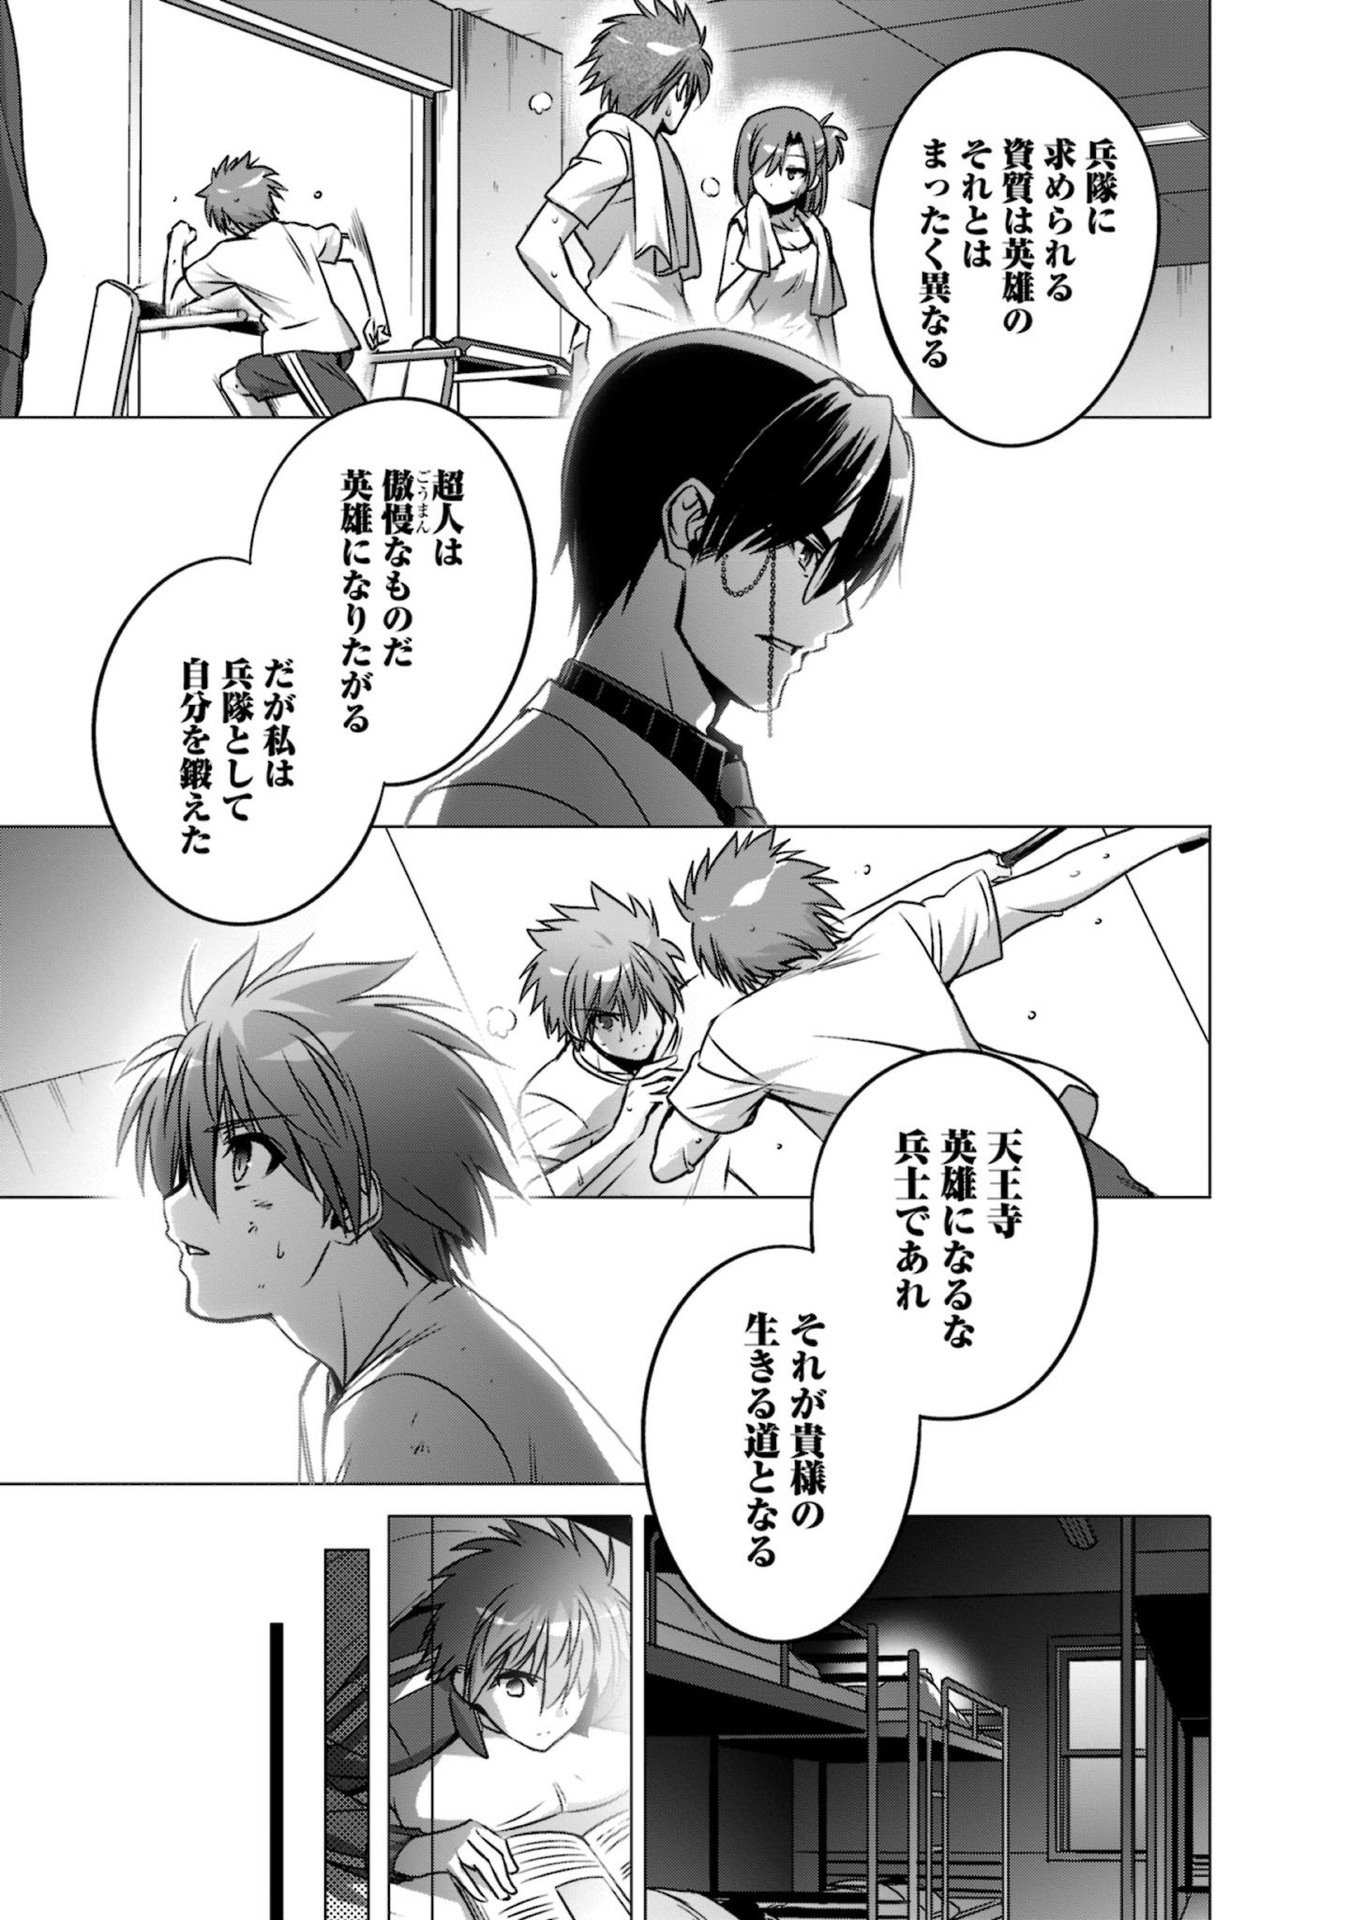 兵隊に
求められる
資質は英雄の
それとは
まったく異なる
超人は
傲慢なものだ
ごうまん
英雄になりたがる
だが私は
兵隊として
自分を鍛えた
天王寺
英雄になるな
兵士であれ
それが貴様の
生きる道となる